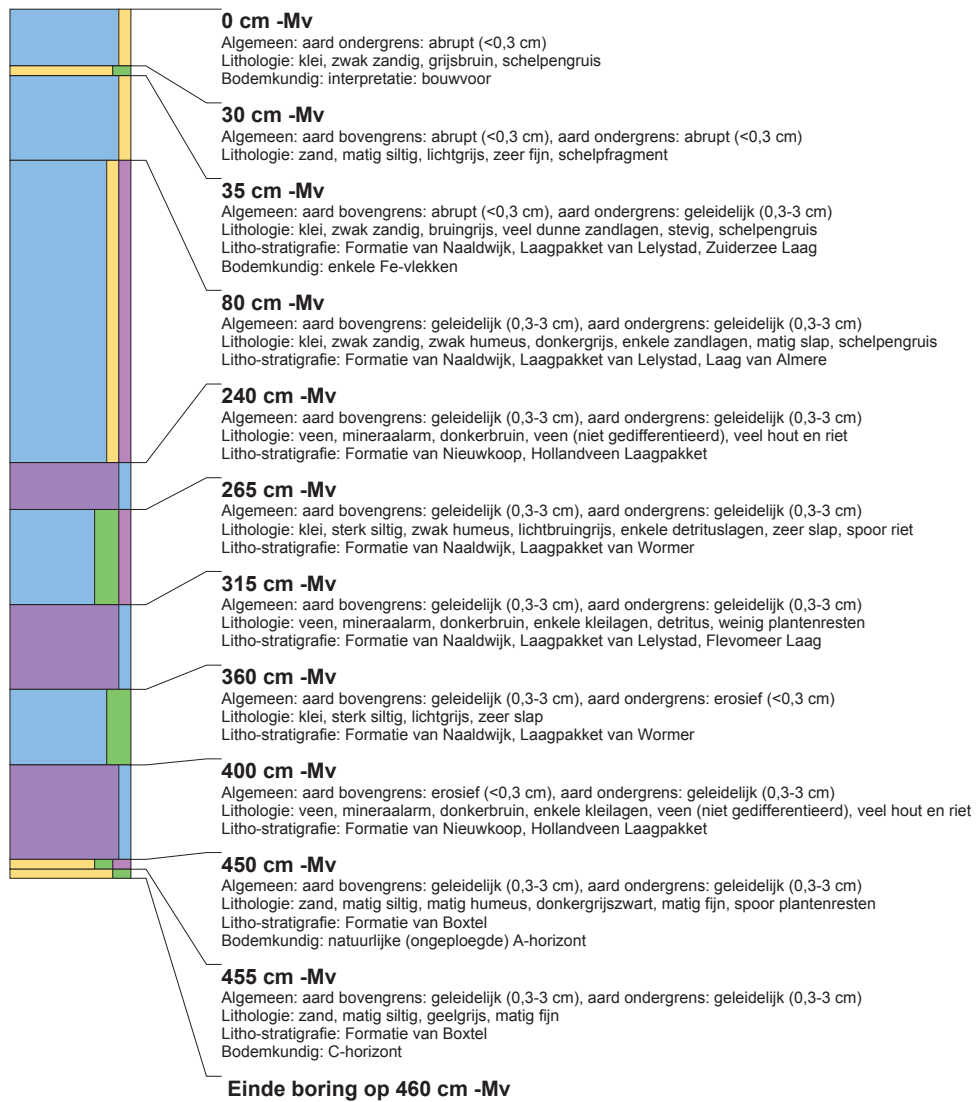 0 cm -Mv
Algemeen: aard ondergrens: abrupt (<0,3 cm)
Lithologie: klei, zwak zandig, grijsbruin, schelpengruis
Bodemkundig: interpretatie: bouwvoor
30 cm -Mv
Algemeen: aard bovengrens: abrupt (<0,3 cm), aard ondergrens: abrupt (<0,3 cm)
Lithologie: zand, matig siltig, lichtgrijs, zeer fijn, schelpfragment
35 cm -Mv
Algemeen: aard bovengrens: abrupt (<0,3 cm), aard ondergrens: geleidelijk (0,3-3 cm)
Lithologie: klei, zwak zandig, bruingrijs, veel dunne zandlagen, stevig, schelpengruis
Litho-stratigrafie: Formatie van Naaldwijk, Laagpakket van Lelystad, Zuiderzee Laag
Bodemkundig: enkele Fe-vlekken
80 cm -Mv
Algemeen: aard bovengrens: geleidelijk (0,3-3 cm), aard ondergrens: geleidelijk (0,3-3 cm)
Lithologie: klei, zwak zandig, zwak humeus, donkergrijs, enkele zandlagen, matig slap, schelpengruis
Litho-stratigrafie: Formatie van Naaldwijk, Laagpakket van Lelystad, Laag van Almere
240 cm -Mv
Algemeen: aard bovengrens: geleidelijk (0,3-3 cm), aard ondergrens: geleidelijk (0,3-3 cm)
Lithologie: veen, mineraalarm, donkerbruin, veen (niet gedifferentieerd), veel hout en riet
Litho-stratigrafie: Formatie van Nieuwkoop, Hollandveen Laagpakket
265 cm -Mv
Algemeen: aard bovengrens: geleidelijk (0,3-3 cm), aard ondergrens: geleidelijk (0,3-3 cm)
Lithologie: klei, sterk siltig, zwak humeus, lichtbruingrijs, enkele detrituslagen, zeer slap, spoor riet
Litho-stratigrafie: Formatie van Naaldwijk, Laagpakket van Wormer
315 cm -Mv
Algemeen: aard bovengrens: geleidelijk (0,3-3 cm), aard ondergrens: geleidelijk (0,3-3 cm)
Lithologie: veen, mineraalarm, donkerbruin, enkele kleilagen, detritus, weinig plantenresten
Litho-stratigrafie: Formatie van Naaldwijk, Laagpakket van Lelystad, Flevomeer Laag
360 cm -Mv
Algemeen: aard bovengrens: geleidelijk (0,3-3 cm), aard ondergrens: erosief (<0,3 cm)
Lithologie: klei, sterk siltig, lichtgrijs, zeer slap
Litho-stratigrafie: Formatie van Naaldwijk, Laagpakket van Wormer
400 cm -Mv
Algemeen: aard bovengrens: erosief (<0,3 cm), aard ondergrens: geleidelijk (0,3-3 cm)
Lithologie: veen, mineraalarm, donkerbruin, enkele kleilagen, veen (niet gedifferentieerd), veel hout en riet
Litho-stratigrafie: Formatie van Nieuwkoop, Hollandveen Laagpakket
450 cm -Mv
Algemeen: aard bovengrens: geleidelijk (0,3-3 cm), aard ondergrens: geleidelijk (0,3-3 cm)
Lithologie: zand, matig siltig, matig humeus, donkergrijszwart, matig fijn, spoor plantenresten
Litho-stratigrafie: Formatie van Boxtel
Bodemkundig: natuurlijke (ongeploegde) A-horizont
455 cm -Mv
Algemeen: aard bovengrens: geleidelijk (0,3-3 cm), aard ondergrens: geleidelijk (0,3-3 cm)
Lithologie: zand, matig siltig, geelgrijs, matig fijn
Litho-stratigrafie: Formatie van Boxtel
Bodemkundig: C-horizont
Einde boring op 460 cm -Mv